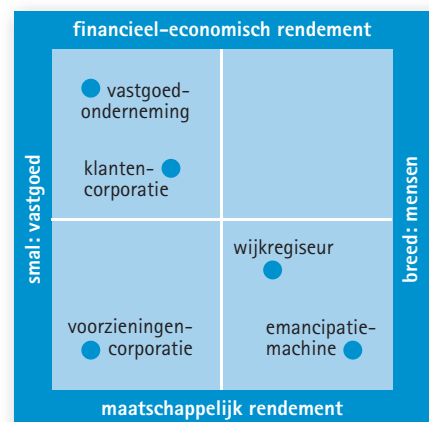 financieel-economisch rendement
smal: vastgoed
vastgoed-
onderneming
klanten-
corporatie
wijkregiseur
voorzieningen-
corporatie
emancipatie-
machine
breed: mensen
maatschappelijk rendement